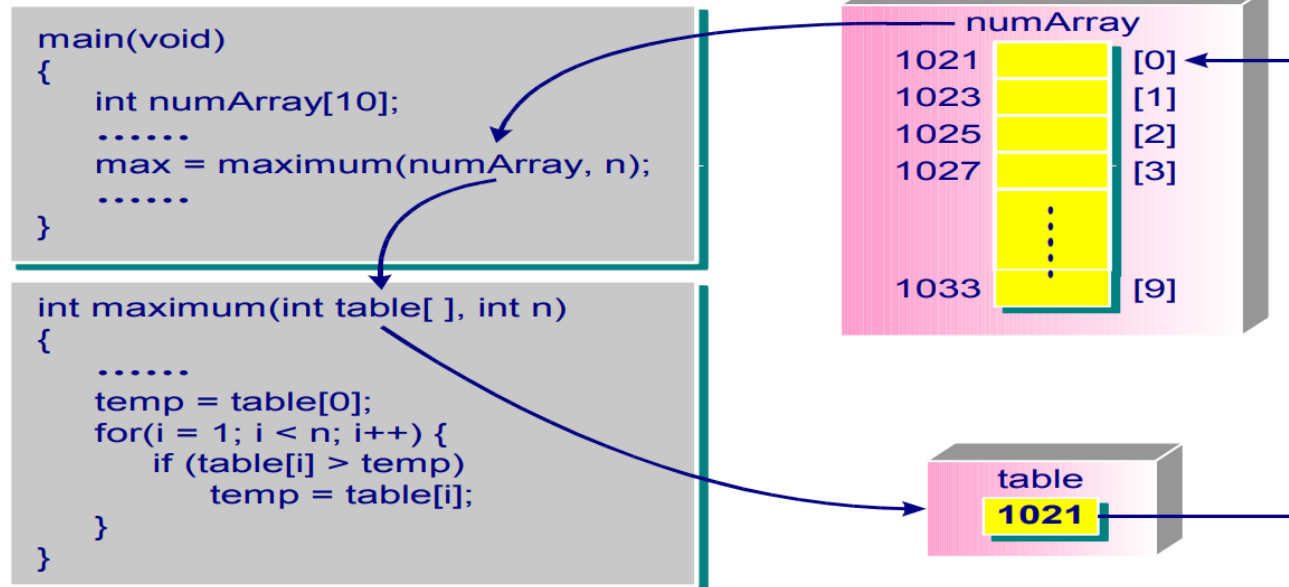 main(void)
{
int numArray[10];
......
max = maximum(numArray, n);
......
}
int maximum(int table[ ], int n)
{
......
temp = table[0];
for(i = 1; i < n; i++) {
if (table[i] > temp)
temp = table[i];
}
}
numArray
1021 [0]
1023 [1]
1025 [2]
1027 [3]
1033 [9]
table
1021